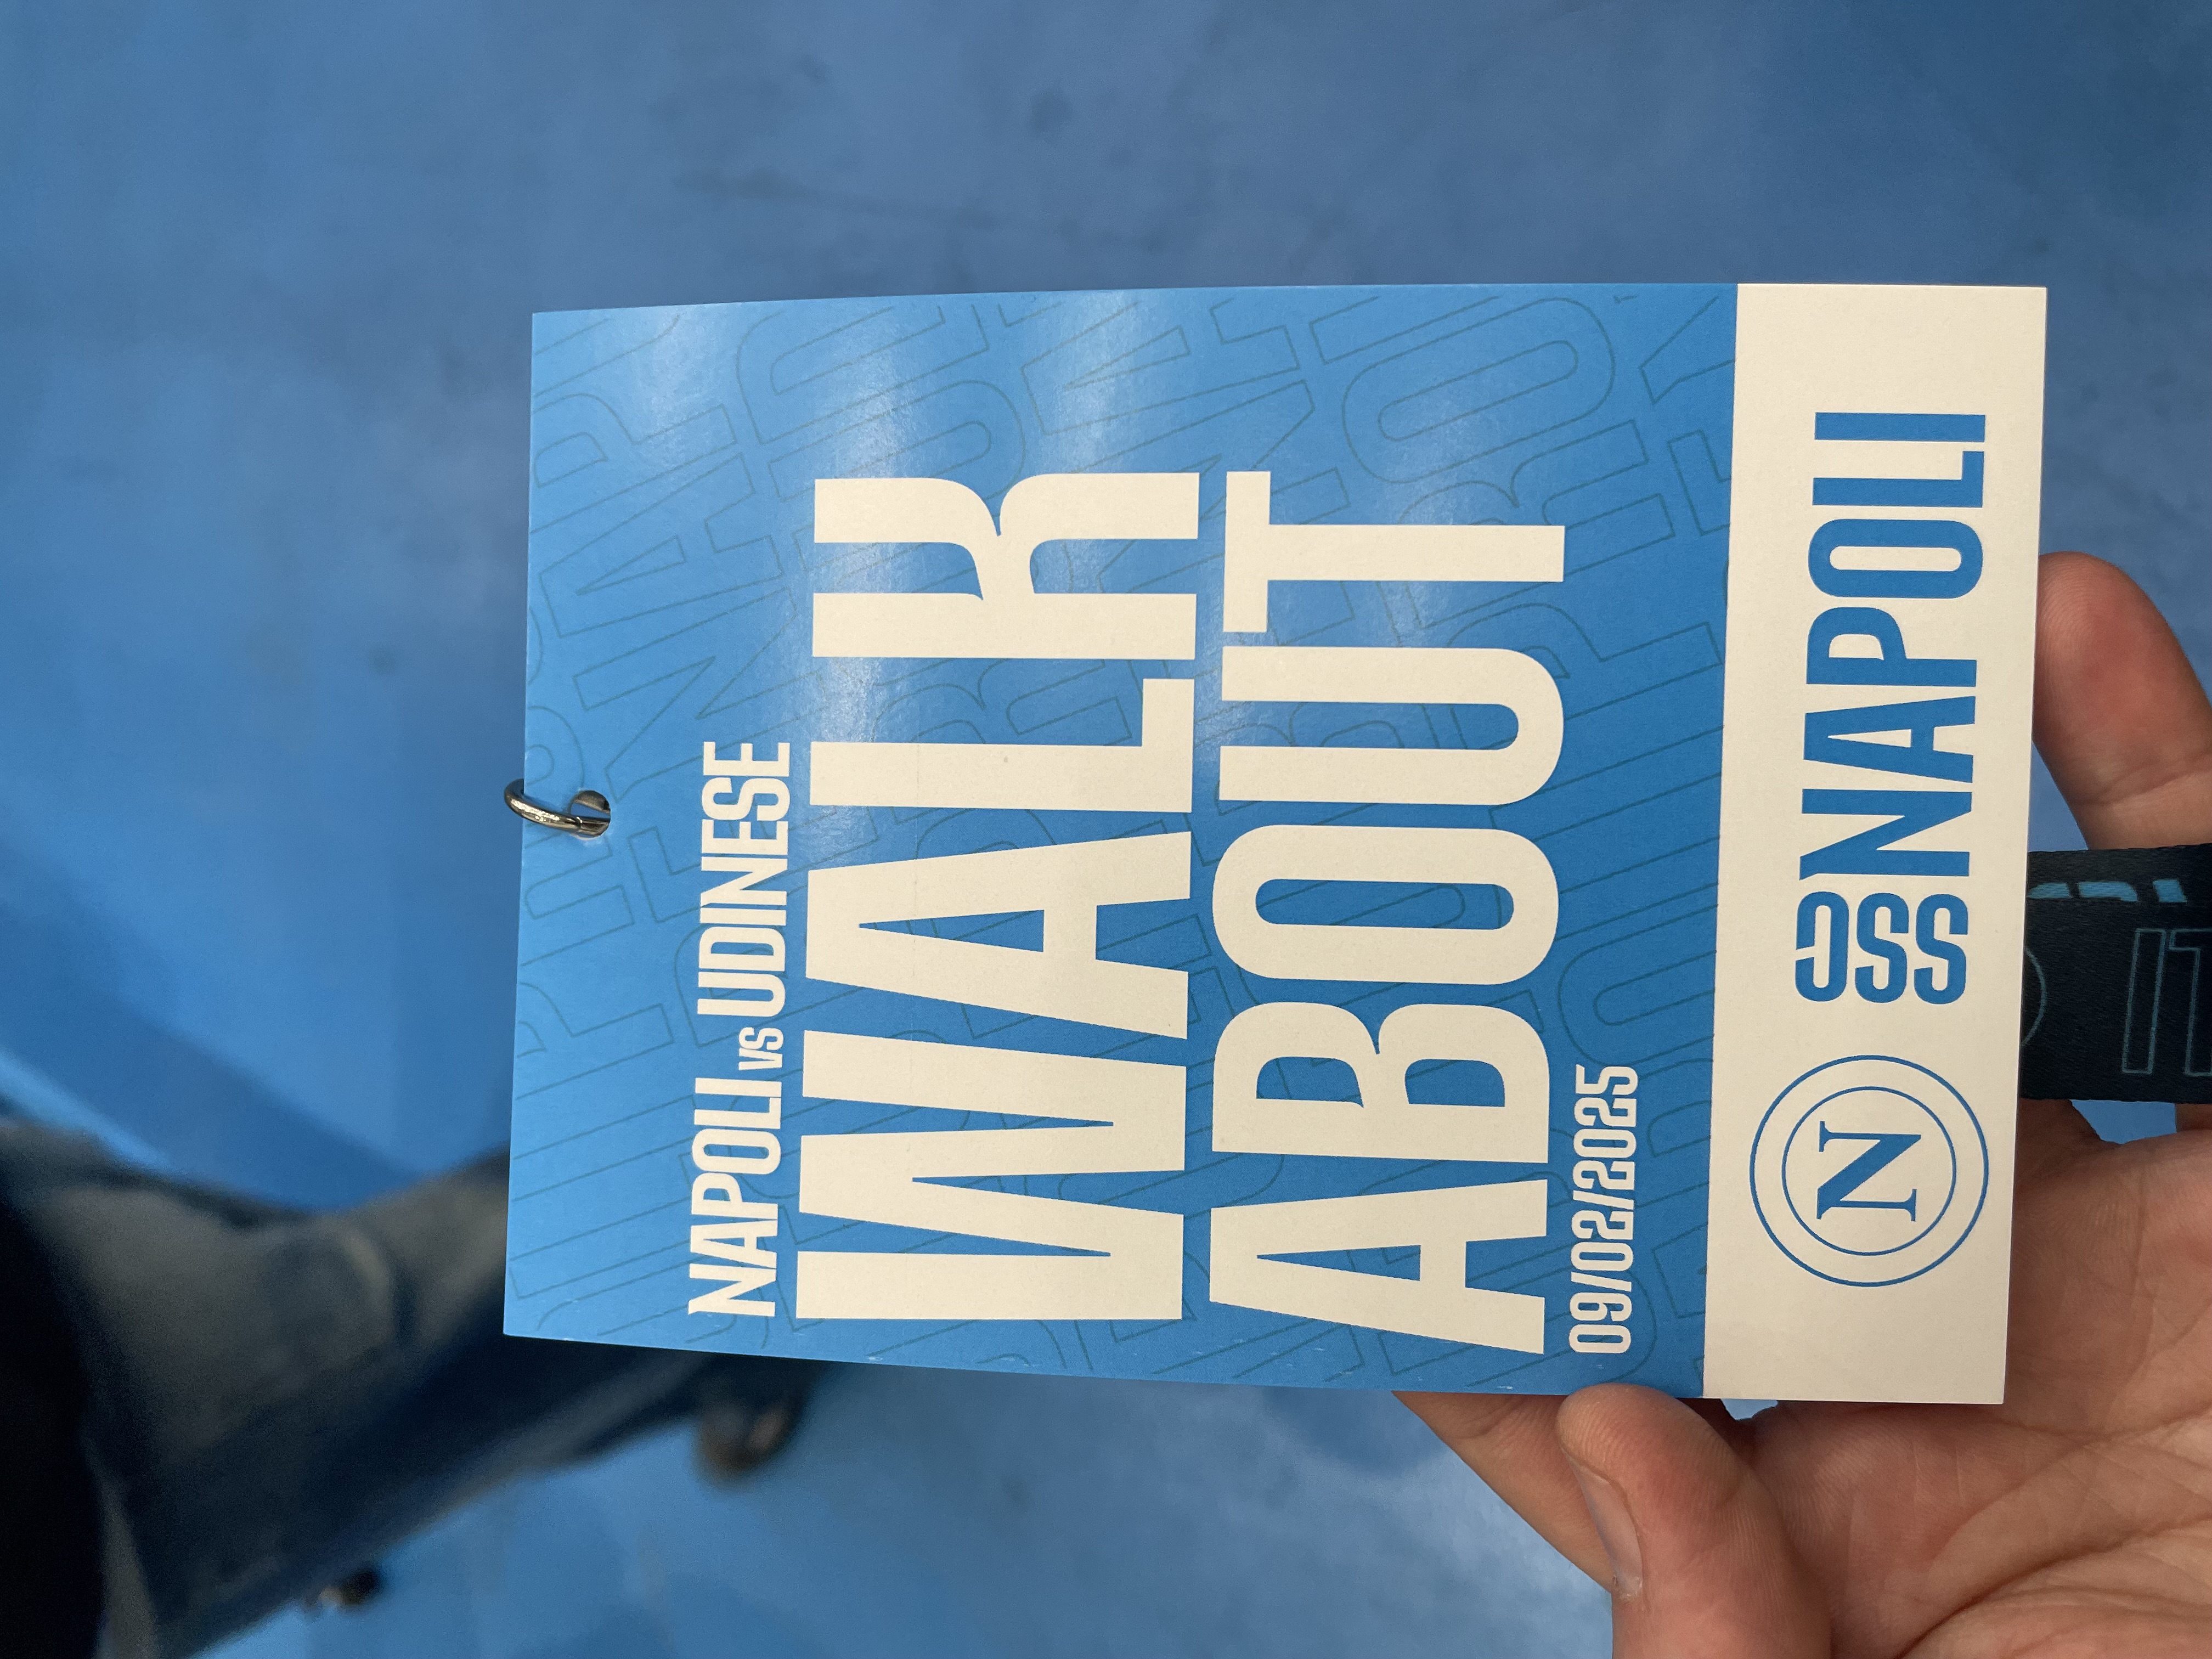 NAPOLI VS UDINESE
WALK
ABOUT
09/02/2025
N
SSC NAPOLI